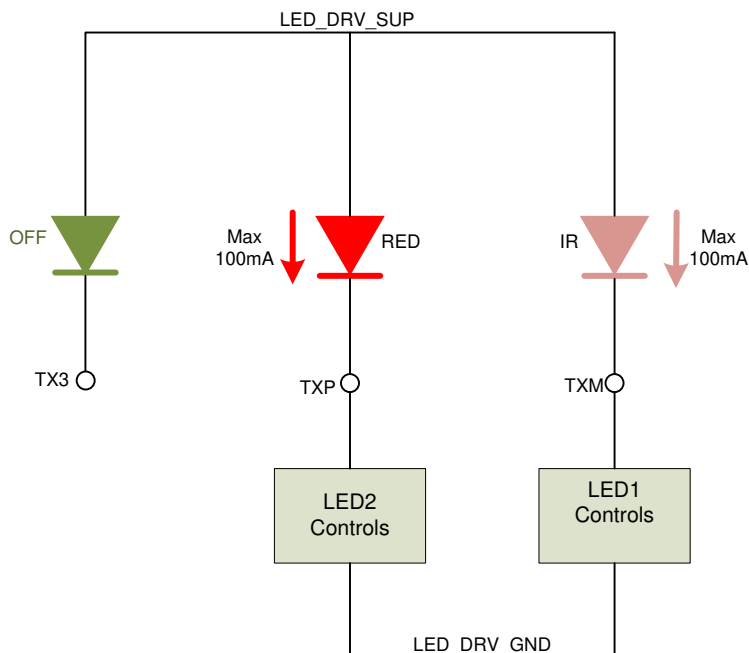 LED_DRV_SUP
OFF
Max
100mA
RED
IR
Max
100mA
TX3
TXP
TXM
LED2
Controls
LED1
Controls
LED_DRV_GND